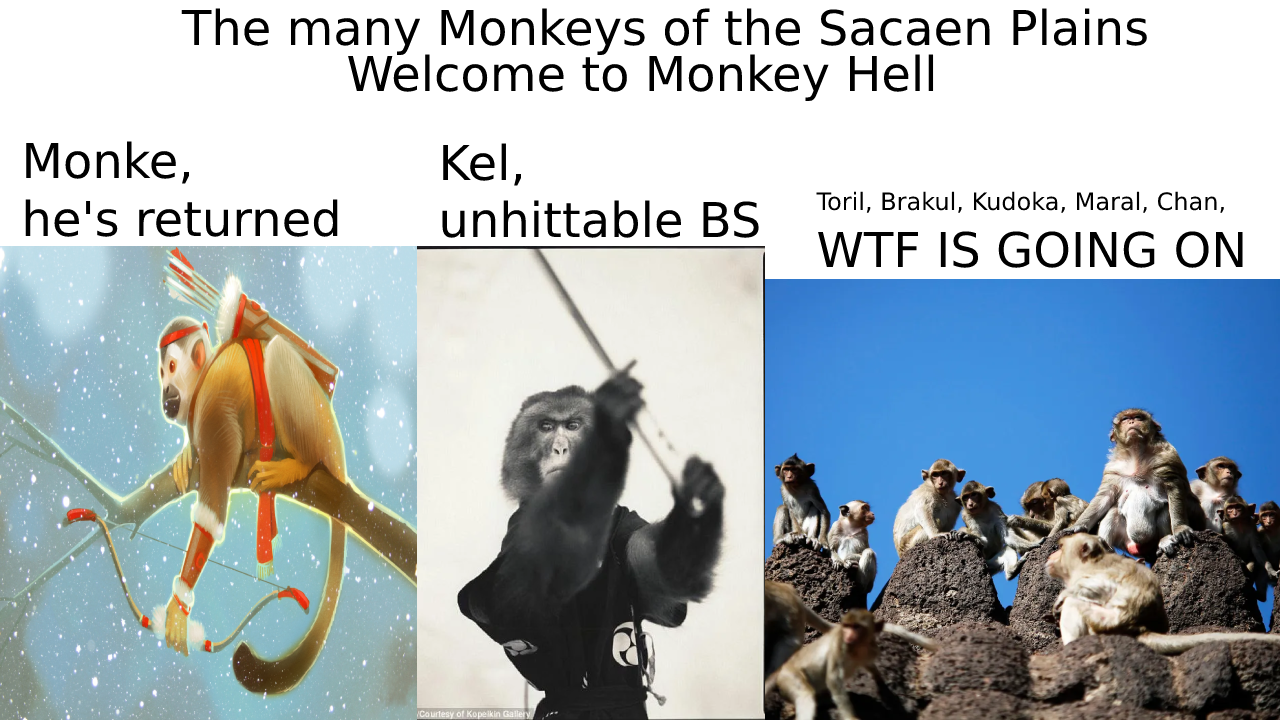 The many Monkeys of the Sacaen Plains
Welcome to Monkey Hell
Monke,
he's returned
Kel,
unhittable BS
Toril, Brakul, Kudoka, Maral, Chan,
WTF IS GOING ON
Courtesy of Kopeikin Gallery